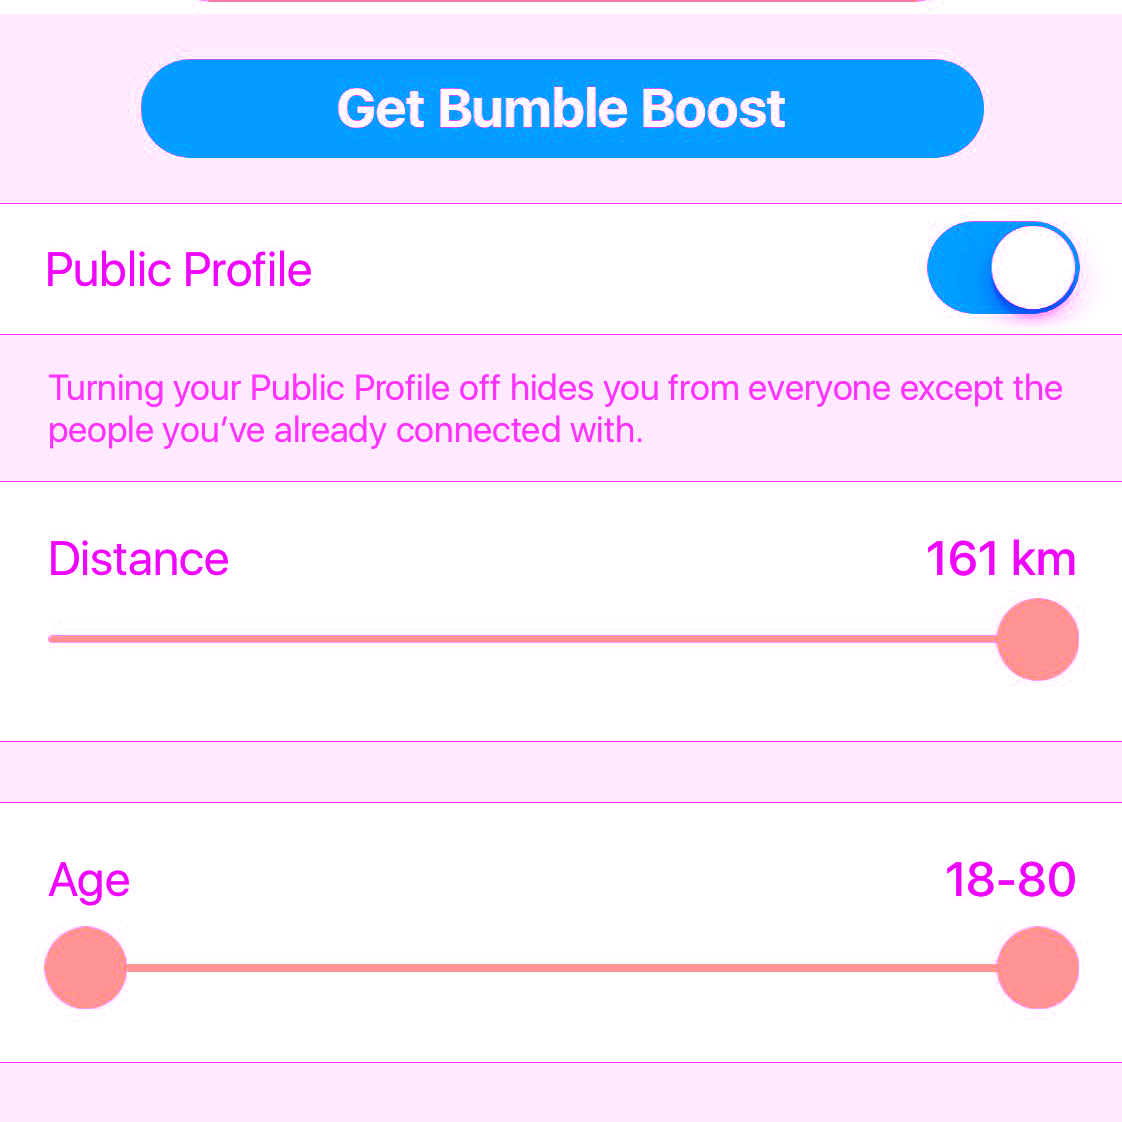 Get Bumble Boost
Public Profile
Turning your Public Profile off hides you from everyone except the
people you’ve already connected with.
Distance
161 km
Age
18-80